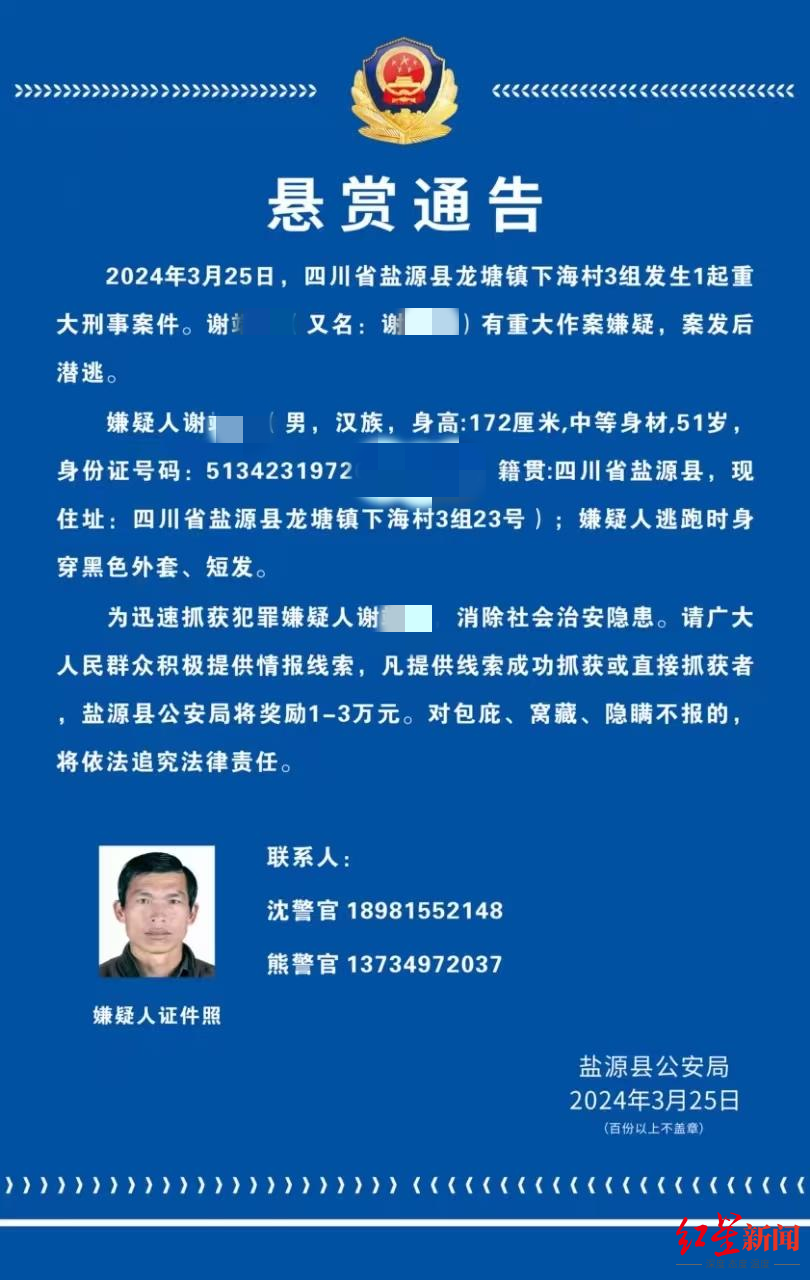 悬赏通告
2024年3月25日，四川省盐源县龙塘镇下海村3组发生1起重
大刑事案件。谢 （又名：谢 ）有重大作案嫌疑，案发后
潜逃。
嫌疑人谢 （男，汉族，身高:172厘米,中等身材,51岁，
身份证号码：5134231972 籍贯:四川省盐源县，现
住址：四川省盐源县龙塘镇下海村3组23号）；嫌疑人逃跑时身
穿黑色外套、短发。
为迅速抓获犯罪嫌疑人谢 ，消除社会治安隐患。请广大
人民群众积极提供情报线索，凡提供线索成功抓获或直接抓获者
，盐源县公安局将奖励1-3万元。对包庇、窝藏、隐瞒不报的，
将依法追究法律责任。
联系人：
沈警官 18981552148
熊警官 13734972037
嫌疑人证件照
盐源县公安局
2024年3月25日
（百份以上不盖章）
红星新闻